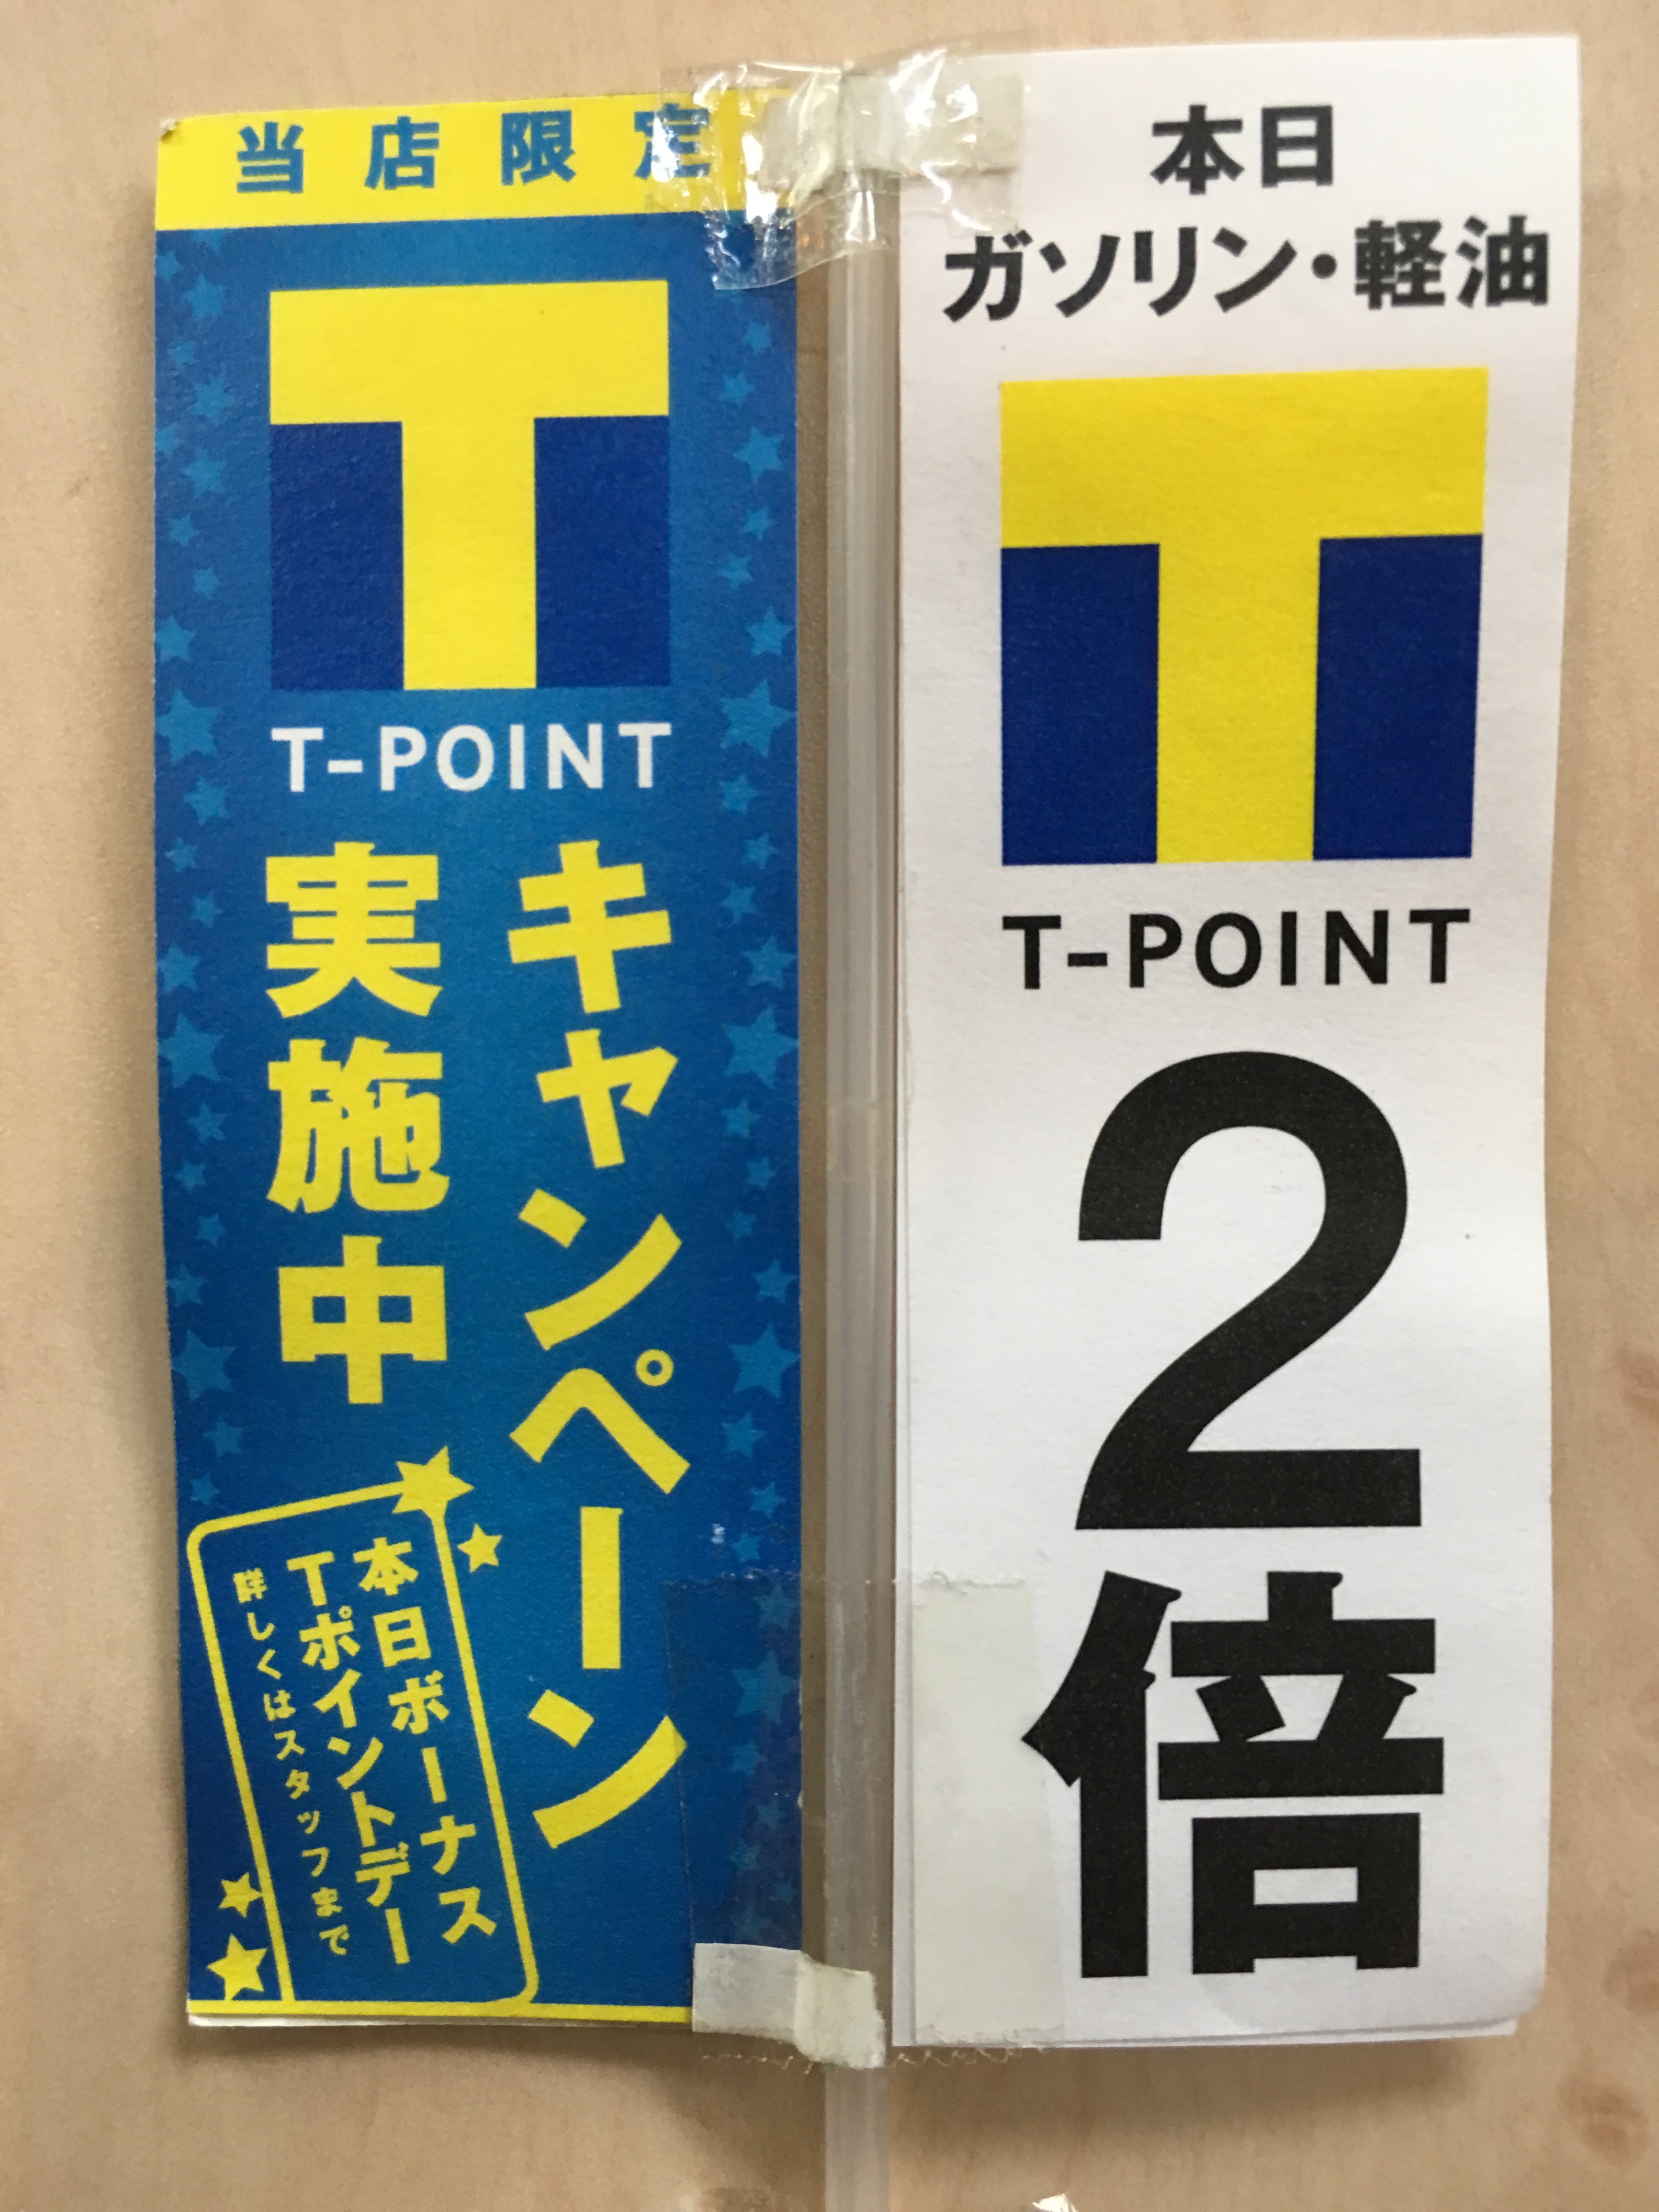 当店限定
T
T-POINT
キャンペーン
実施中
本日ボーナス
Tポイントデー
詳しくはスタッフまで
本日
ガソリン・軽油
T
T-POINT
2倍